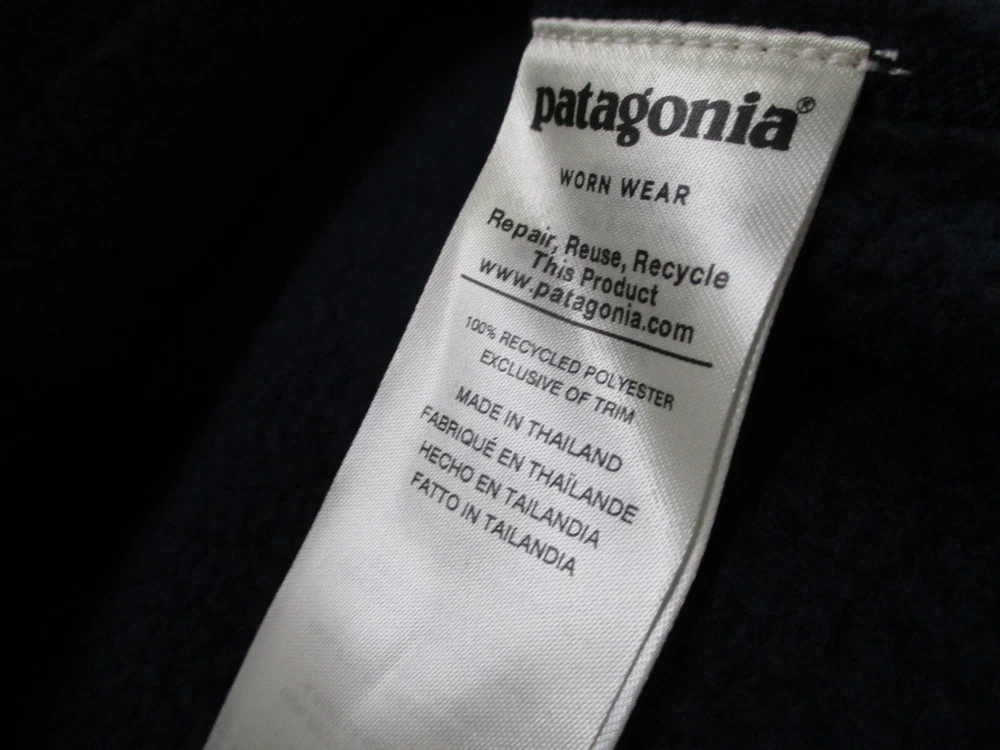 patagonia®
WORN WEAR
Repair, Reuse, Recycle
This Product
www.patagonia.com
100% RECYCLED POLYESTER
EXCLUSIVE OF TRIM
MADE IN THAILAND
FABRIQUÉ EN THAÏLANDE
HECHO EN TAILANDIA
FATTO IN TAILANDIA